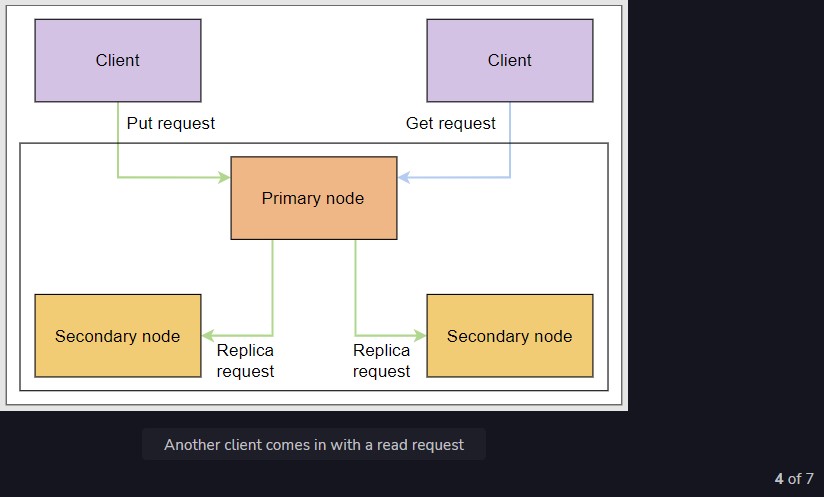 Client
Client
Put request
Get request
Primary node
Secondary node
Secondary node
Replica
request
Replica
request
Another client comes in with a read request
4 of 7